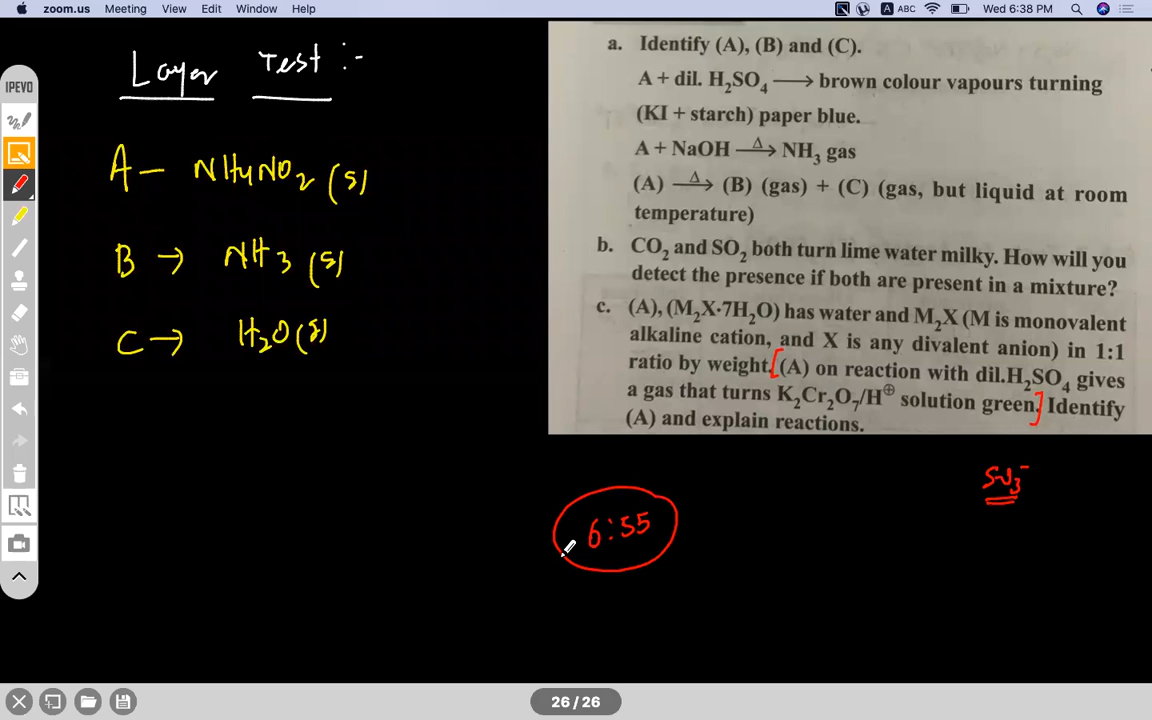 zoom.us Meeting View Edit Window Help
A ABC Wed 6:38 PM
IPEVO
Layer Test :-
A — NH4NO2 (s)
B → NH3 (g)
C → H2O(g)
a. Identify (A), (B) and (C).
A + dil. H₂SO₄ ⟶ brown colour vapours turning
(KI + starch) paper blue.
A + NaOH —Δ→ NH₃ gas
(A) —Δ→ (B) (gas) + (C) (gas, but liquid at room
temperature)
b. CO₂ and SO₂ both turn lime water milky. How will you
detect the presence if both are present in a mixture?
c. (A), (M₂X·7H₂O) has water and M₂X (M is monovalent
alkaline cation, and X is any divalent anion) in 1:1
ratio by weight. [(A) on reaction with dil.H₂SO₄ gives
a gas that turns K₂Cr₂O₇/H⊕ solution green.] Identify
(A) and explain reactions.
6:55
26 / 26